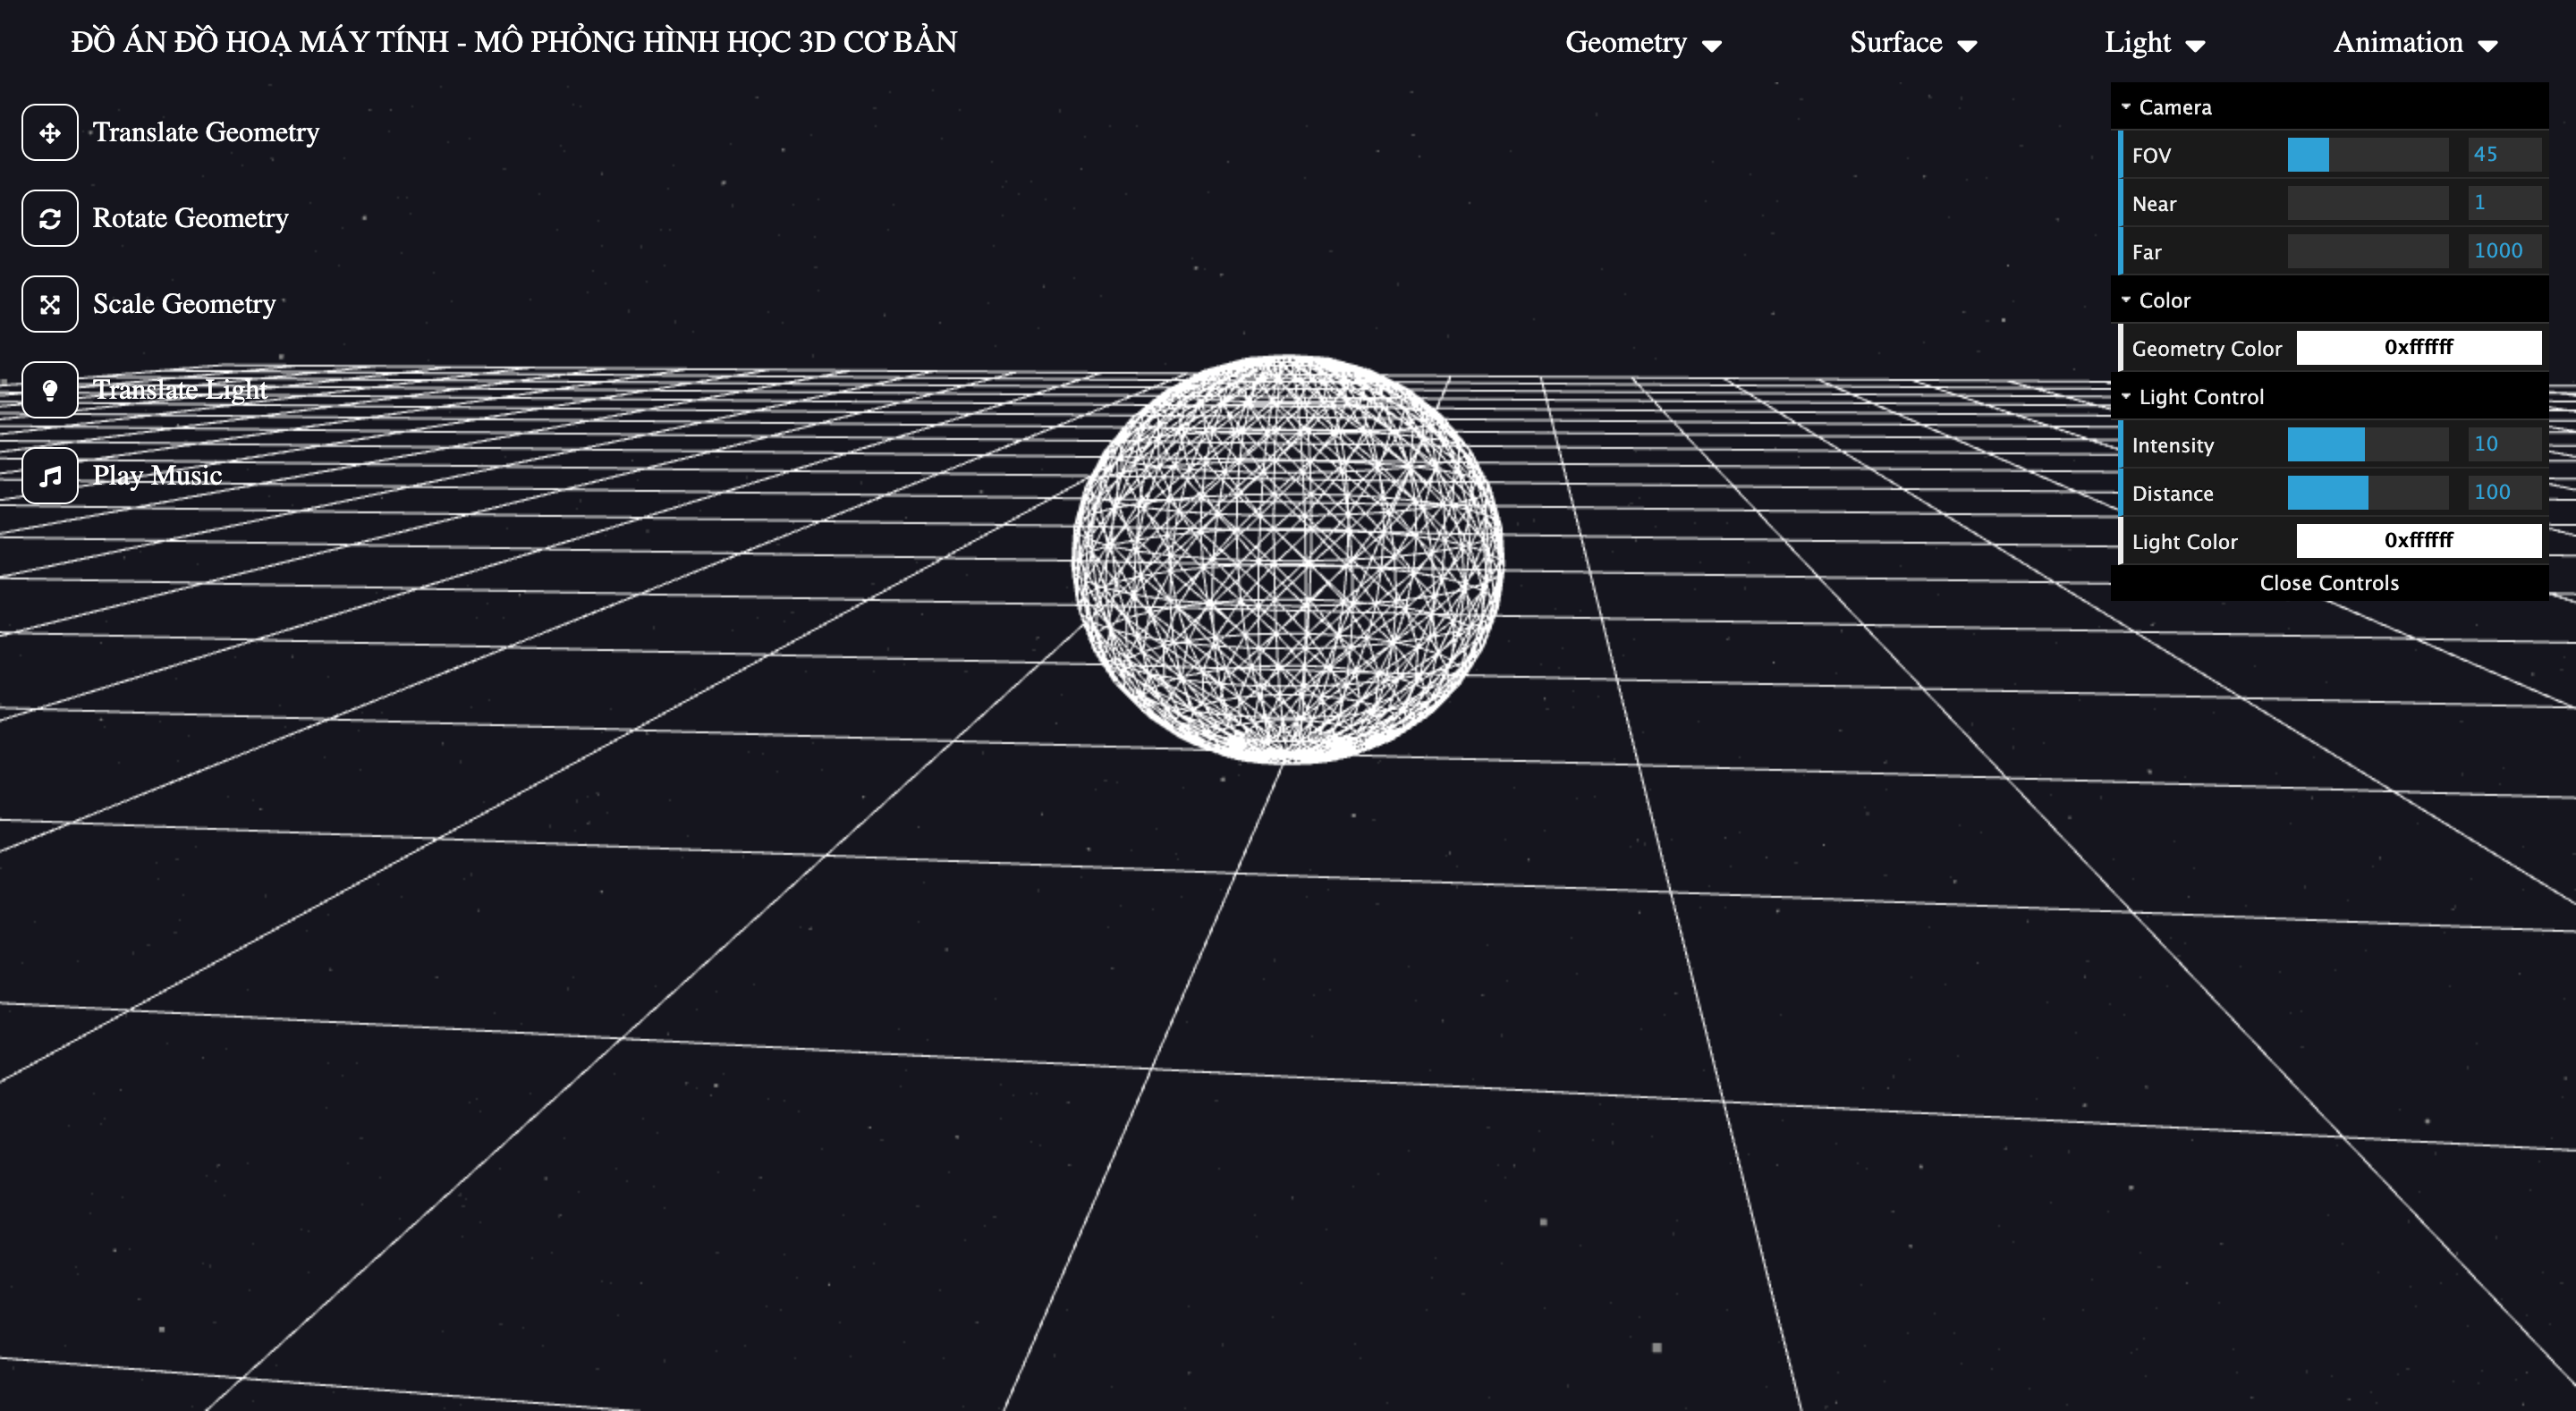 ĐỒ ÁN ĐỒ HOẠ MÁY TÍNH - MÔ PHỎNG HÌNH HỌC 3D CƠ BẢN
Geometry
Surface
Light
Animation
Translate Geometry
Rotate Geometry
Scale Geometry
Translate Light
Play Music
Camera
FOV 45
Near 1
Far 1000
Color
Geometry Color 0xffffff
Light Control
Intensity 10
Distance 100
Light Color 0xffffff
Close Controls